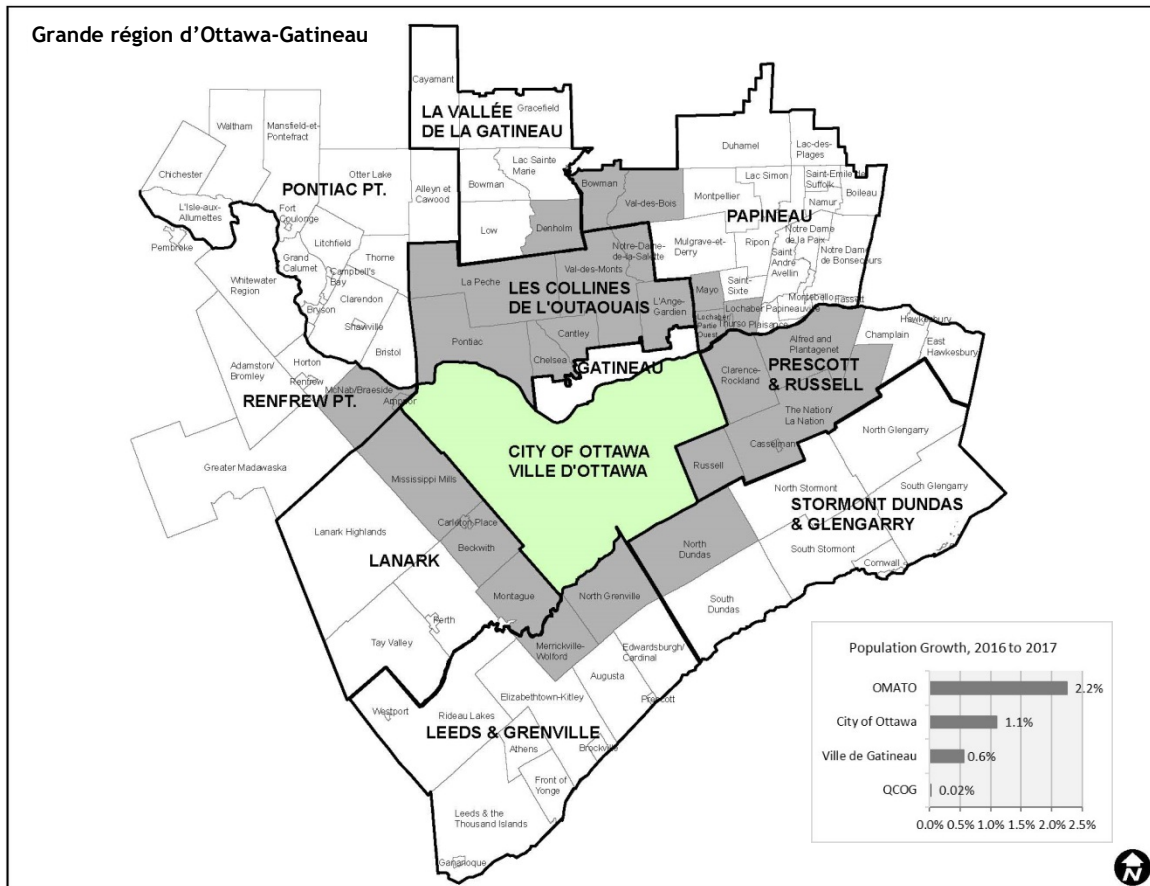 Grande région d'Ottawa-Gatineau
Cayamant
Gracefield
LA VALLÉE
DE LA GATINEAU
Waltham
Mansfield-et-
Pontefract
Duhamel
Lac-des-
Plages
Chichester
Otter Lake
Lac Sainte
Marie
Lac Simon
Saint-Emile de
Suffolk
PONTIAC PT.
Alleyn et
Cawood
Bowman
Bowman
Val-des-Bois
Montpellier
Namur
Boileau
L'Isle-aux-
Allumettes
Fort
Coulonge
PAPINEAU
Low
Denholm
Notre Dame
de la Paix
Pembroke
Litchfield
Thorne
Mulgrave-et-
Derry
Ripon
Saint
André
Avellin
Notre Dame
de Bonsecours
Grand
Calumet
Campbell's
Bay
Notre-Dame-
de-la-Salette
Val-des-Monts
La Peche
Saint-
Sixte
Whitewater
Region
LES COLLINES
DE L'OUTAOUAIS
Clarendon
Bryson
Shawville
L'Ange-
Gardien
Mayo
Lochaber
Lochaber
Partie
Ouest
Thurso
Plaisance
Papineauville
Montebello
Fassett
Bristol
Pontiac
Cantley
Chelsea
GATINEAU
Hawkesbury
Champlain
East
Hawkesbury
Alfred and
Plantagenet
Adamston/
Bromley
Horton
Renfrew
McNab/Braeside
Arnprior
RENFREW PT.
Clarence-
Rockland
PRESCOTT
& RUSSELL
The Nation/
La Nation
Casselman
Russell
North Glengarry
CITY OF OTTAWA
VILLE D'OTTAWA
Greater Madawaska
Mississippi Mills
North Stormont
South Glengarry
STORMONT DUNDAS
& GLENGARRY
Lanark Highlands
Carleton Place
Beckwith
LANARK
North
Dundas
South Stormont
Cornwall
Montague
North Grenville
South
Dundas
Perth
Tay Valley
Merrickville-
Wolford
Edwardsburgh/
Cardinal
Augusta
Prescott
Elizabethtown-Kitley
Westport
Rideau Lakes
LEEDS & GRENVILLE
Athens
Brockville
Front of
Yonge
Leeds & the
Thousand Islands
Gananoque
Population Growth, 2016 to 2017
OMATO
2.2%
City of Ottawa
1.1%
Ville de Gatineau
0.6%
QCOG
0.02%
0.0% 0.5% 1.0% 1.5% 2.0% 2.5%
N